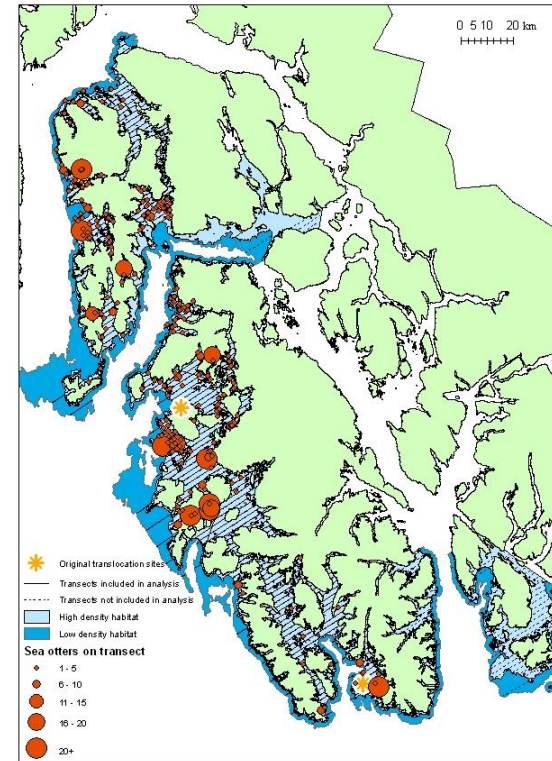 0 5 10 20 km
Original translocation sites
Transects included in analysis
Transects not included in analysis
High density habitat
Low density habitat
Sea otters on transect
1 - 5
6 - 10
11 - 15
16 - 20
20+